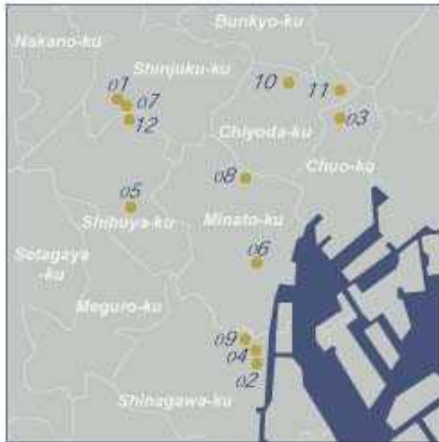 Bunkyo-ku
Nakano-ku
Shinjuku-ku
01
07
12
10
11
03
Chiyoda-ku
Chuo-ku
08
05
Shibuya-ku
Minato-ku
06
Sotagaya
-ku
Meguro-ku
09
04
02
Shinagawa-ku